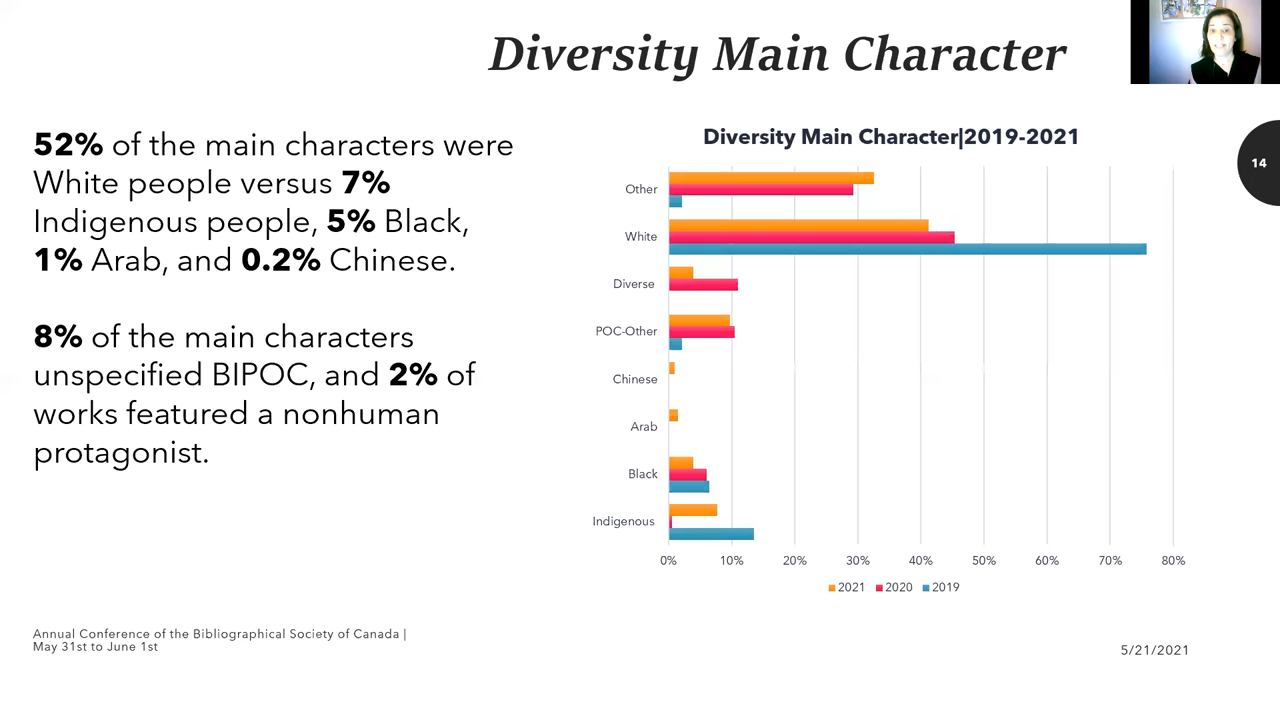 Diversity Main Character
52% of the main characters were
White people versus 7%
Indigenous people, 5% Black,
1% Arab, and 0.2% Chinese.
8% of the main characters
unspecified BIPOC, and 2% of
works featured a nonhuman
protagonist.
Diversity Main Character|2019-2021
Other
White
Diverse
POC-Other
Chinese
Arab
Black
Indigenous
0% 10% 20% 30% 40% 50% 60% 70% 80%
2021 2020 2019
14
Annual Conference of the Bibliographical Society of Canada |
May 31st to June 1st
5/21/2021